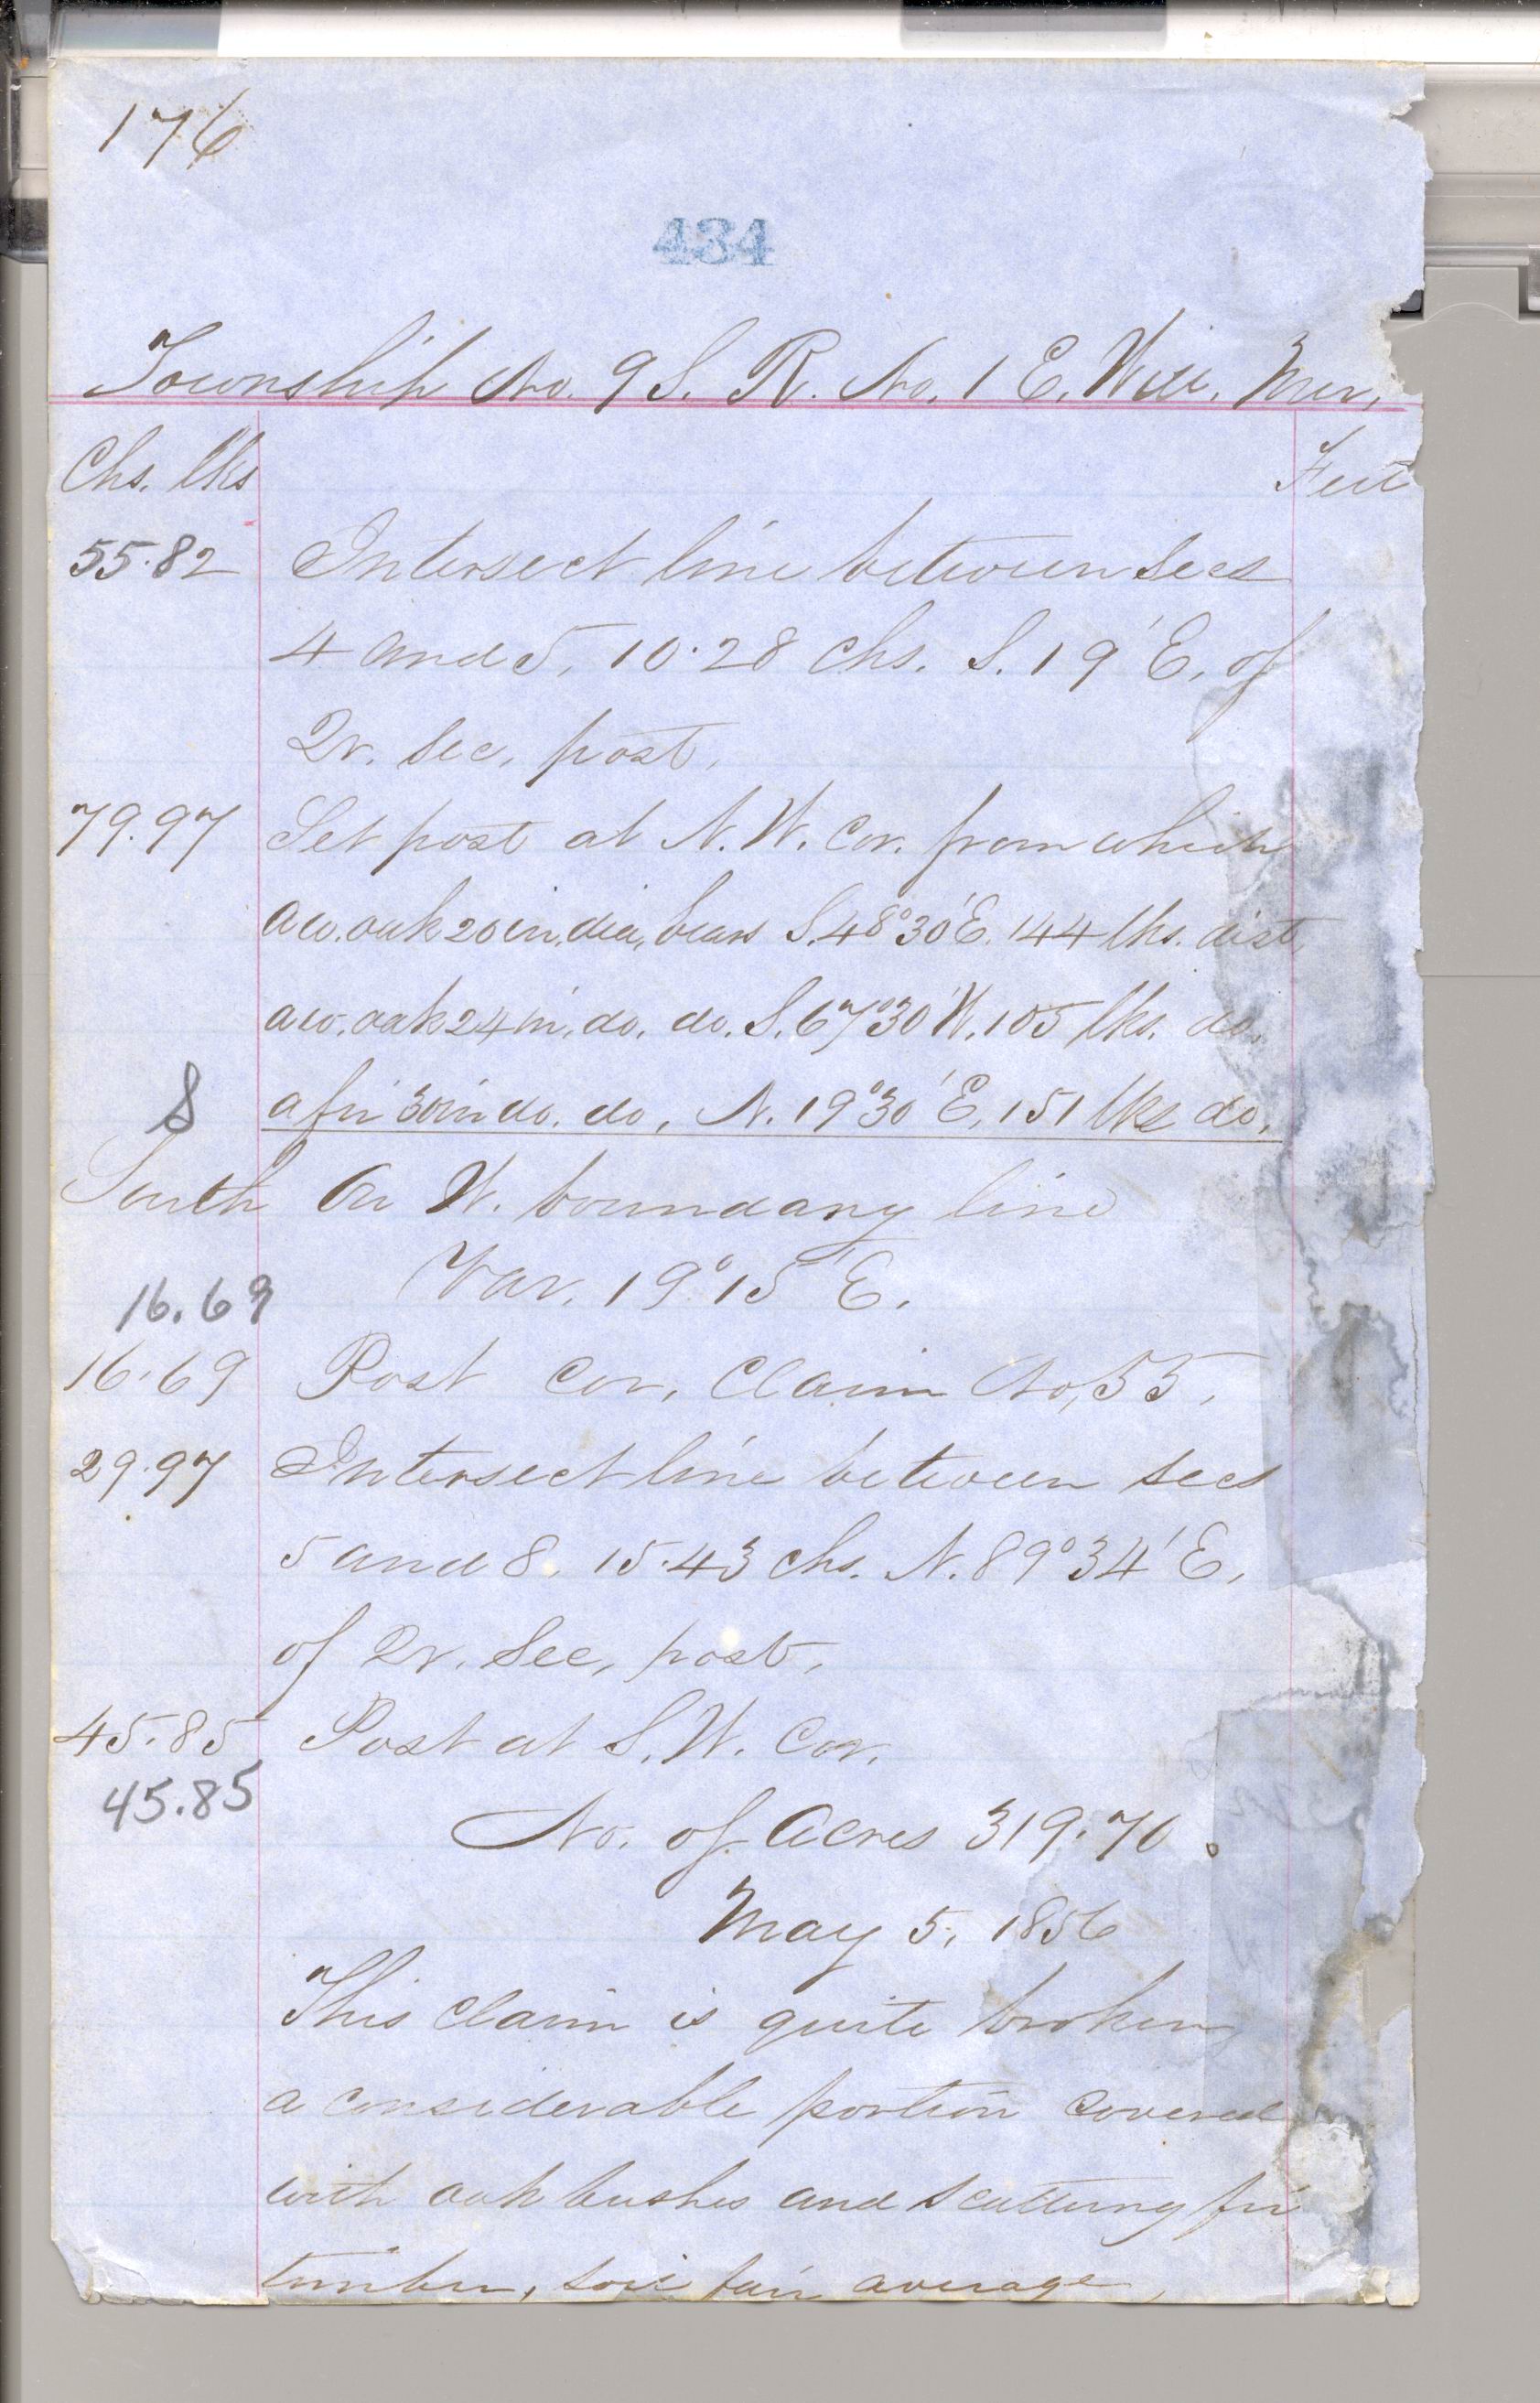 176
434
Township No. 9 S. R. No. 1 E. Will. Mer.
Chs. lks Feet
55.82 Intersect line between Secs
4 and 5, 10.28 chs. S. 19' E. of
Qr. Sec. post.
79.97 Set post at N.W. Cor. from which
a w. oak 20 in. dia. bears S. 48°30'E. 144 lks. dist.
a w. oak 24 in. do. do. S. 67°30'W. 105 lks. do.
a fir 30 in do. do. N. 19°30'E. 151 lks do.
S
South On W. boundary line
Var. 19°15' E.
16.69
16.69 Post Cor. Claim No. 55.
29.97 Intersect line between secs
5 and 8. 15.43 chs. N. 89°34' E.
of Qr. Sec. post.
45.85 Post at S.W. Cor.
45.85
No. of Acres 319.70.
May 5, 1856
This claim is quite broken
a considerable portion covered
with oak bushes and scattering fir
timber, soil fair average,